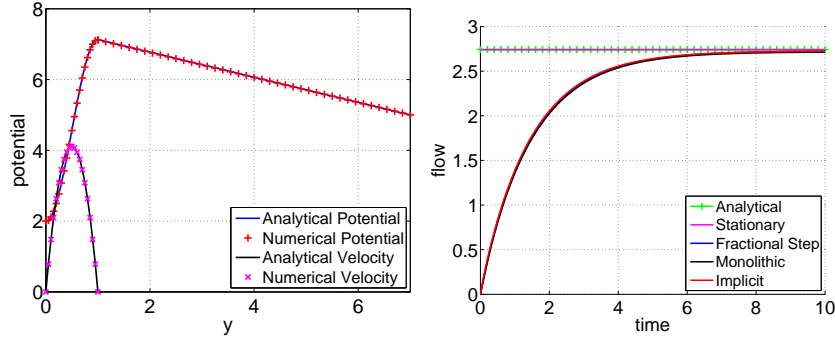 8
6
4
2
0
0
2
4
6
y
potential
Analytical Potential
Numerical Potential
Analytical Velocity
Numerical Velocity
3
2.5
2
1.5
1
0.5
0
0
2
4
6
8
10
time
flow
Analytical
Stationary
Fractional Step
Monolithic
Implicit